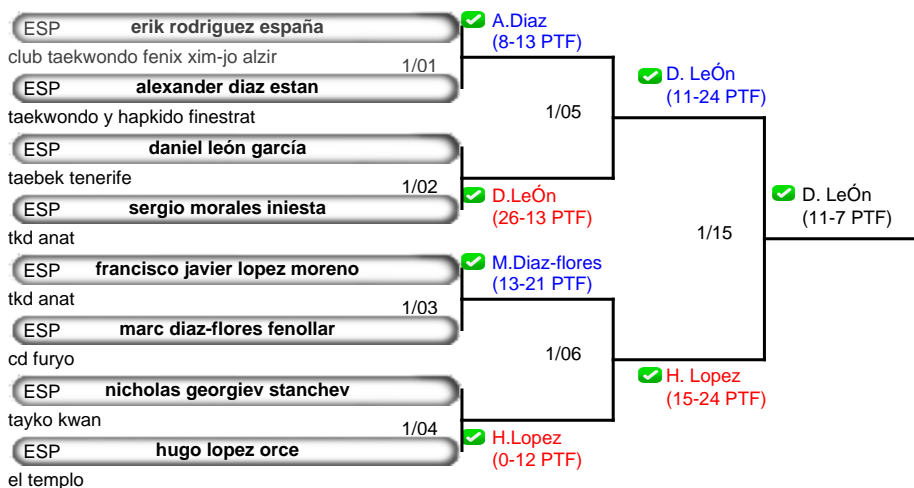 ESP erik rodriguez españa
club taekwondo fenix xim-jo alzir
1/01
ESP alexander diaz estan
taekwondo y hapkido finestrat
A.Diaz
(8-13 PTF)
ESP daniel león garcía
taebek tenerife
1/02
ESP sergio morales iniesta
tkd anat
D.LeÓn
(26-13 PTF)
1/05
D. LeÓn
(11-24 PTF)
ESP francisco javier lopez moreno
tkd anat
1/03
ESP marc diaz-flores fenollar
cd furyo
M.Diaz-flores
(13-21 PTF)
ESP nicholas georgiev stanchev
tayko kwan
1/04
ESP hugo lopez orce
el templo
H.Lopez
(0-12 PTF)
1/06
H. Lopez
(15-24 PTF)
1/15
D. LeÓn
(11-7 PTF)